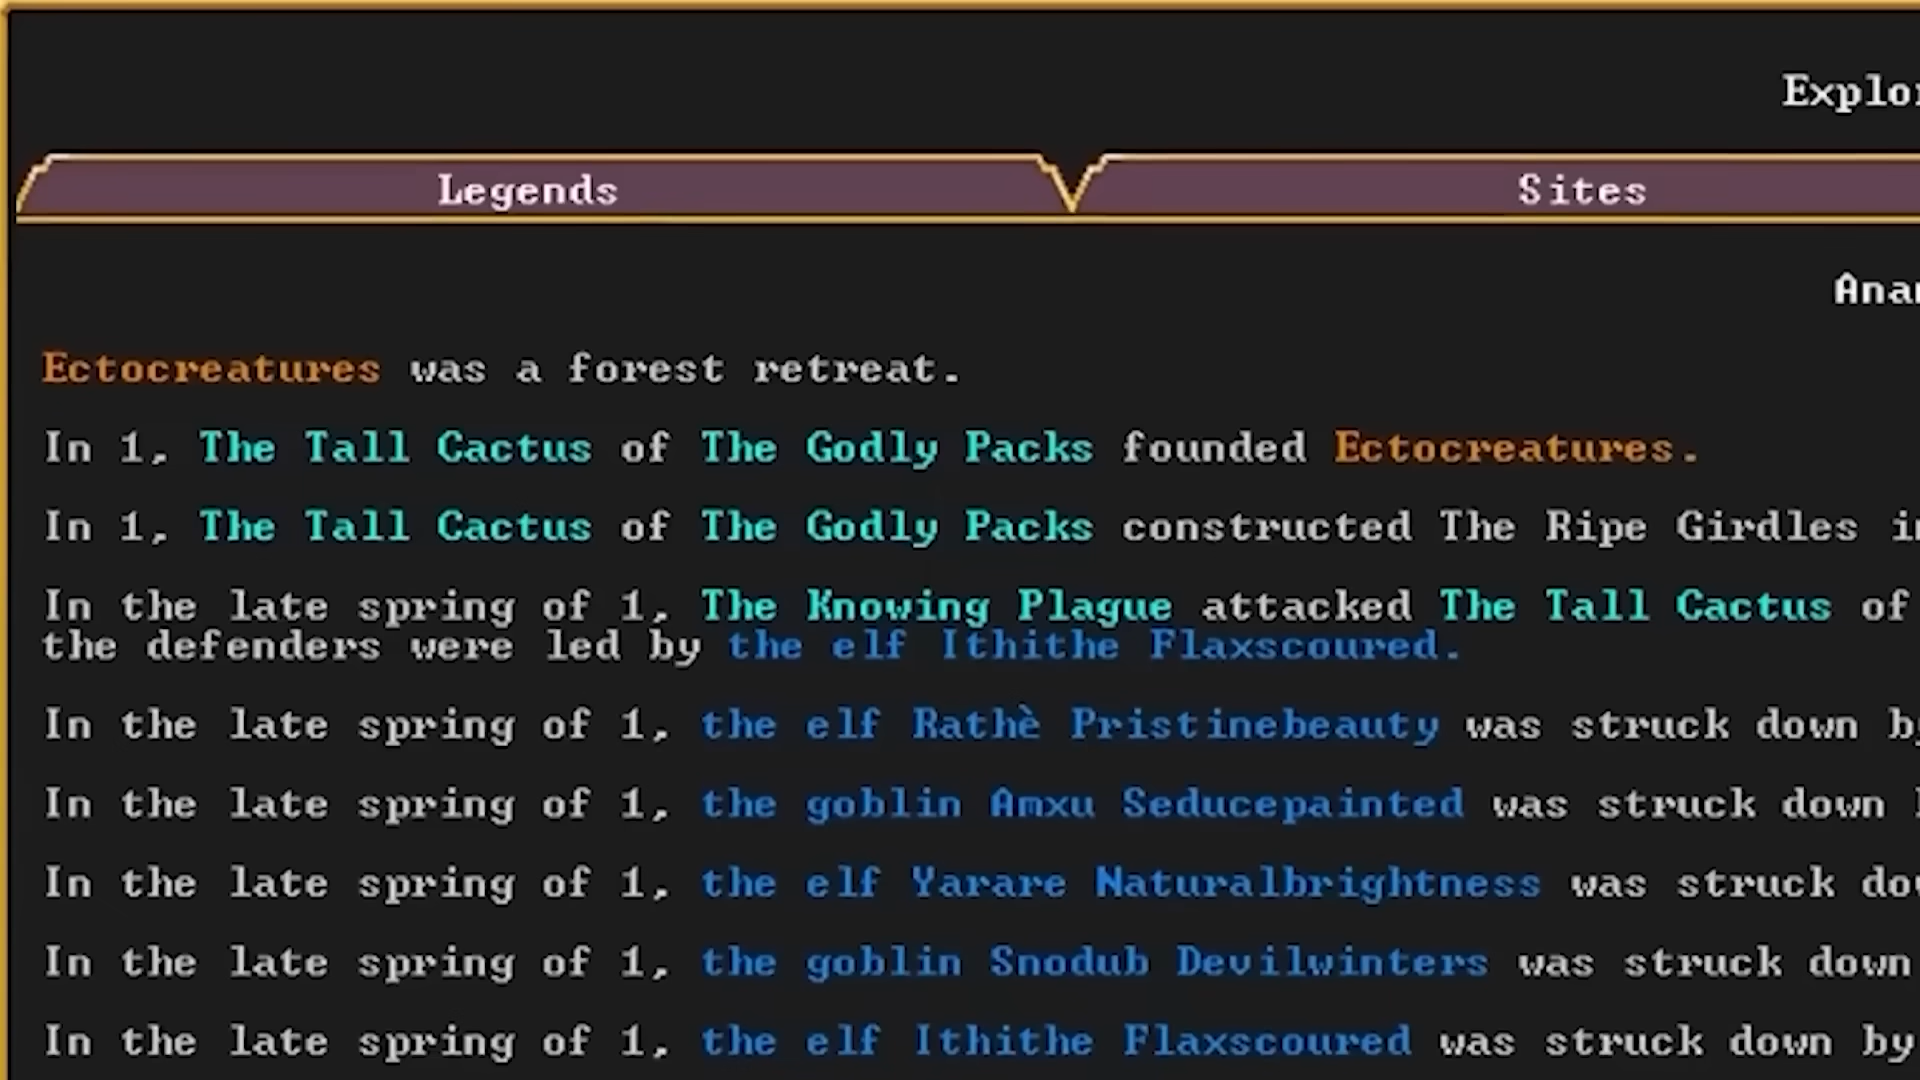 Legends Sites
Ectocreatures was a forest retreat.
In 1, The Tall Cactus of The Godly Packs founded Ectocreatures.
In 1, The Tall Cactus of The Godly Packs constructed The Ripe Girdles
In the late spring of 1, The Knowing Plague attacked The Tall Cactus of
the defenders were led by the elf Ithithe Flaxscoured.
In the late spring of 1, the elf Rathè Pristinebeauty was struck down
In the late spring of 1, the goblin Amxu Seducepainted was struck down
In the late spring of 1, the elf Yarare Naturalbrightness was struck
In the late spring of 1, the goblin Snodub Devilwinters was struck down
In the late spring of 1, the elf Ithithe Flaxscoured was struck down by